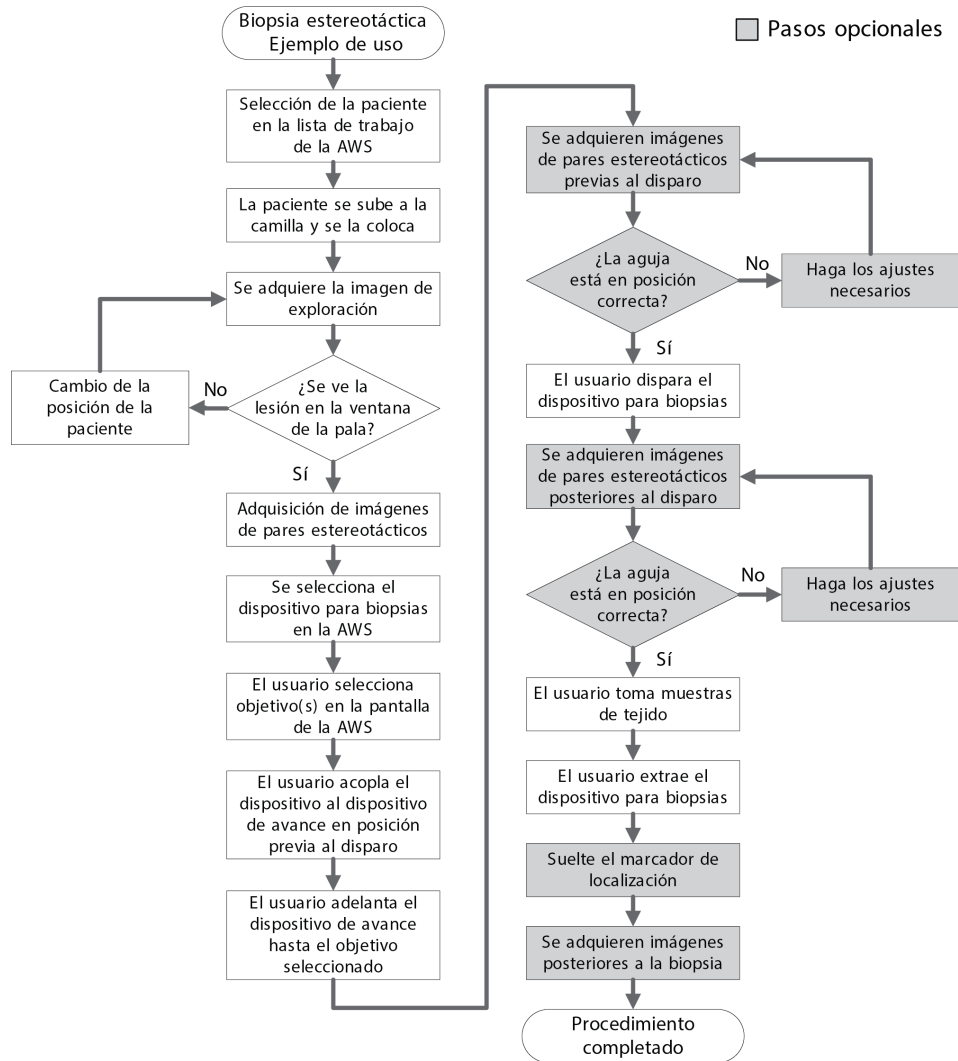 Biopsia estereotáctica
Ejemplo de uso
Pasos opcionales
Selección de la paciente
en la lista de trabajo
de la AWS
La paciente se sube a la
camilla y se la coloca
Se adquiere la imagen de
exploración
Cambio de la
posición de la
paciente
No
¿Se ve la
lesión en la ventana
de la pala?
Sí
Adquisición de imágenes
de pares estereotácticos
Se selecciona el
dispositivo para biopsias
en la AWS
El usuario selecciona
objetivo(s) en la pantalla
de la AWS
El usuario acopla el
dispositivo al dispositivo
de avance en posición
previa al disparo
El usuario adelanta el
dispositivo de avance
hasta el objetivo
seleccionado
Se adquieren imágenes
de pares estereotácticos
previas al disparo
¿La aguja
está en posición
correcta?
No
Haga los ajustes
necesarios
Sí
El usuario dispara el
dispositivo para biopsias
Se adquieren imágenes
de pares estereotácticos
posteriores al disparo
¿La aguja
está en posición
correcta?
No
Haga los ajustes
necesarios
Sí
El usuario toma muestras
de tejido
El usuario extrae el
dispositivo para biopsias
Suelte el marcador de
localización
Se adquieren imágenes
posteriores a la biopsia
Procedimiento
completado